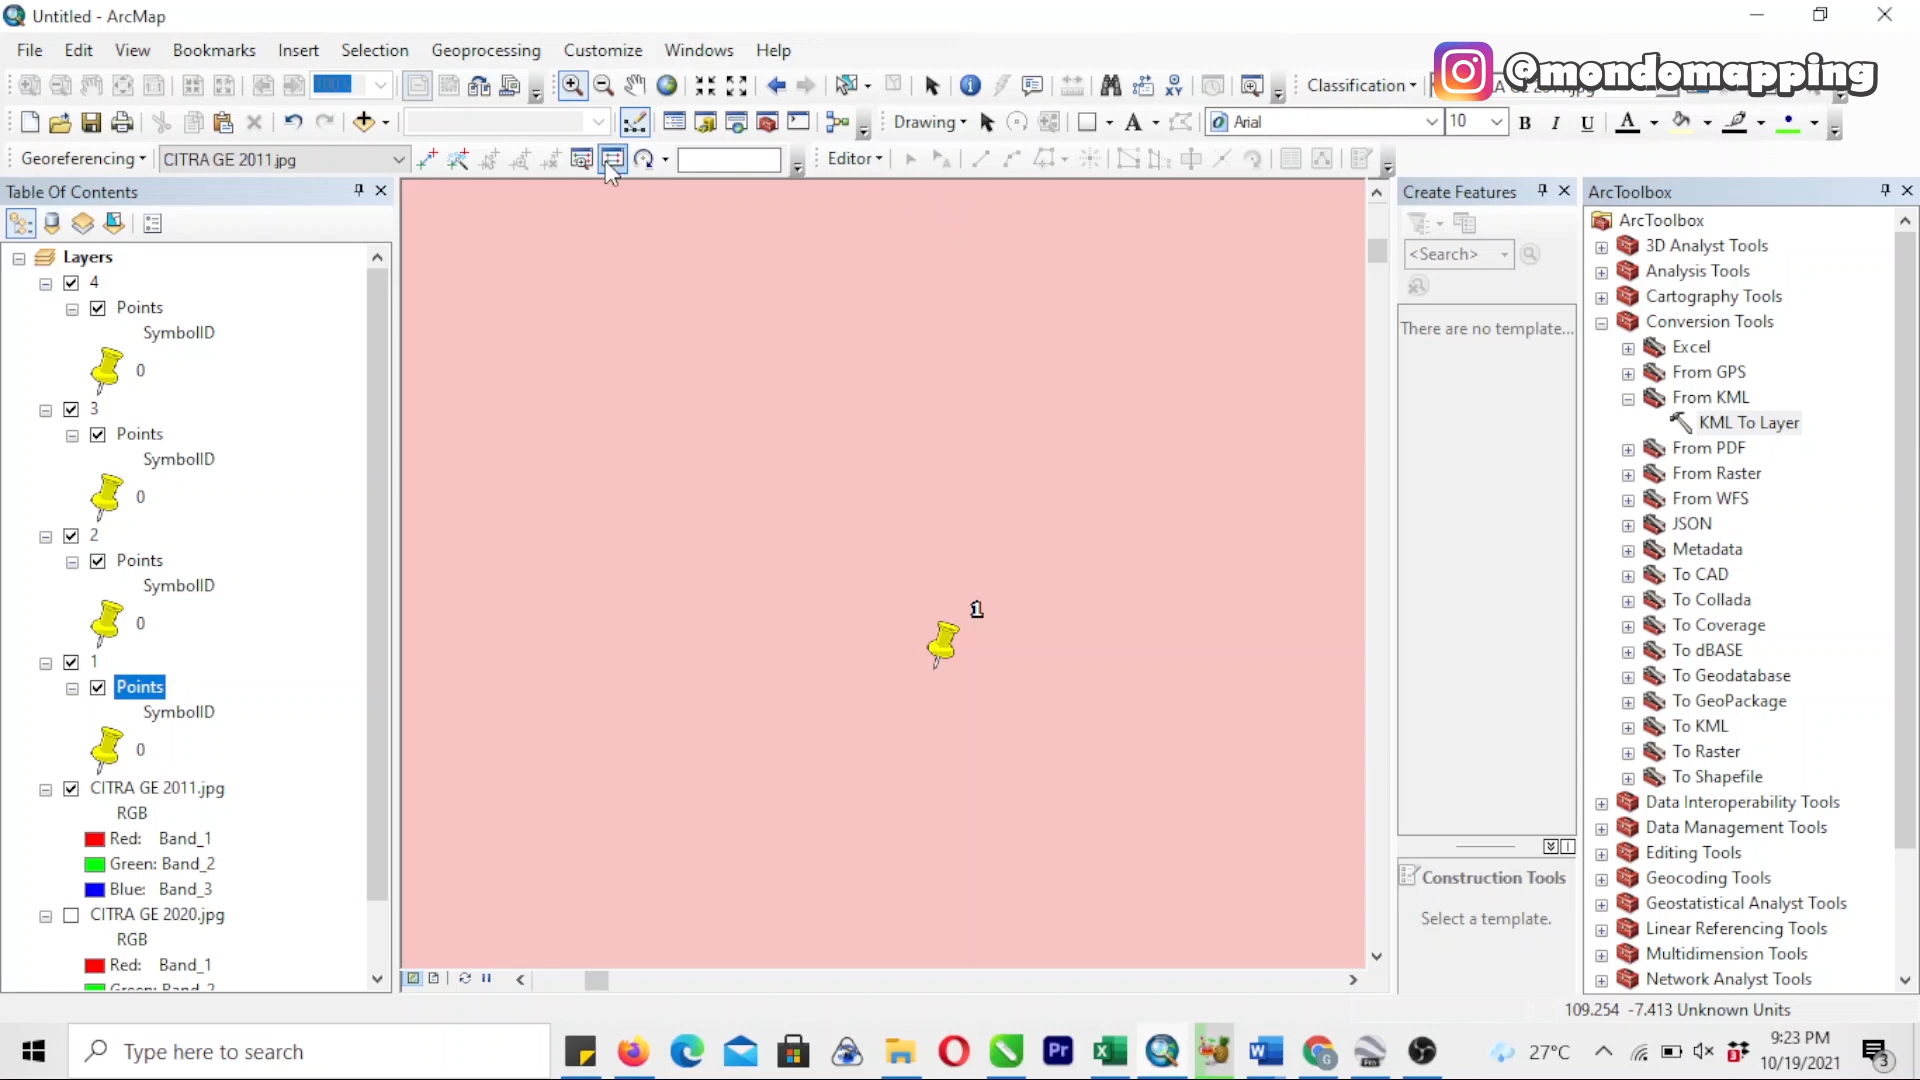 Untitled - ArcMap
File Edit View Bookmarks Insert Selection Geoprocessing Customize Windows Help
Classification
@mondomapping
Drawing Arial 10 B I U A
Georeferencing CITRA GE 2011.jpg Editor
Table Of Contents
Layers
4
Points
SymbolID
0
3
Points
SymbolID
0
2
Points
SymbolID
0
1
Points
SymbolID
0
CITRA GE 2011.jpg
RGB
Red: Band_1
Green: Band_2
Blue: Band_3
CITRA GE 2020.jpg
RGB
Red: Band_1
Green: Band_2
1
Create Features
<Search>
There are no template...
Construction Tools
Select a template.
ArcToolbox
ArcToolbox
3D Analyst Tools
Analysis Tools
Cartography Tools
Conversion Tools
Excel
From GPS
From KML
KML To Layer
From PDF
From Raster
From WFS
JSON
Metadata
To CAD
To Collada
To Coverage
To dBASE
To Geodatabase
To GeoPackage
To KML
To Raster
To Shapefile
Data Interoperability Tools
Data Management Tools
Editing Tools
Geocoding Tools
Geostatistical Analyst Tools
Linear Referencing Tools
Multidimension Tools
Network Analyst Tools
109.254 -7.413 Unknown Units
Type here to search
27°C
9:23 PM
10/19/2021
3